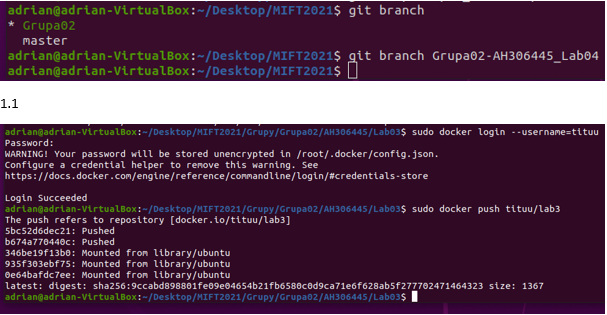 adrian@adrian-VirtualBox:~/Desktop/MIFT2021$ git branch
* Grupa02
  master
adrian@adrian-VirtualBox:~/Desktop/MIFT2021$ git branch Grupa02-AH306445_Lab04
adrian@adrian-VirtualBox:~/Desktop/MIFT2021$
1.1
adrian@adrian-VirtualBox:~/Desktop/MIFT2021/Grupy/Grupa02/AH306445/Lab03$ sudo docker login --username=tituu
Password:
WARNING! Your password will be stored unencrypted in /root/.docker/config.json.
Configure a credential helper to remove this warning. See
https://docs.docker.com/engine/reference/commandline/login/#credentials-store
Login Succeeded
adrian@adrian-VirtualBox:~/Desktop/MIFT2021/Grupy/Grupa02/AH306445/Lab03$ sudo docker push tituu/lab3
The push refers to repository [docker.io/tituu/lab3]
5bc52d6dec21: Pushed
b674a770440c: Pushed
346be19f13b0: Mounted from library/ubuntu
935f303ebf75: Mounted from library/ubuntu
0e64bafdc7ee: Mounted from library/ubuntu
latest: digest: sha256:9ccabd898801fe09e04654b21fb6580c0d9ca71e6f628ab5f277702471464323 size: 1367
adrian@adrian-VirtualBox:~/Desktop/MIFT2021/Grupy/Grupa02/AH306445/Lab03$